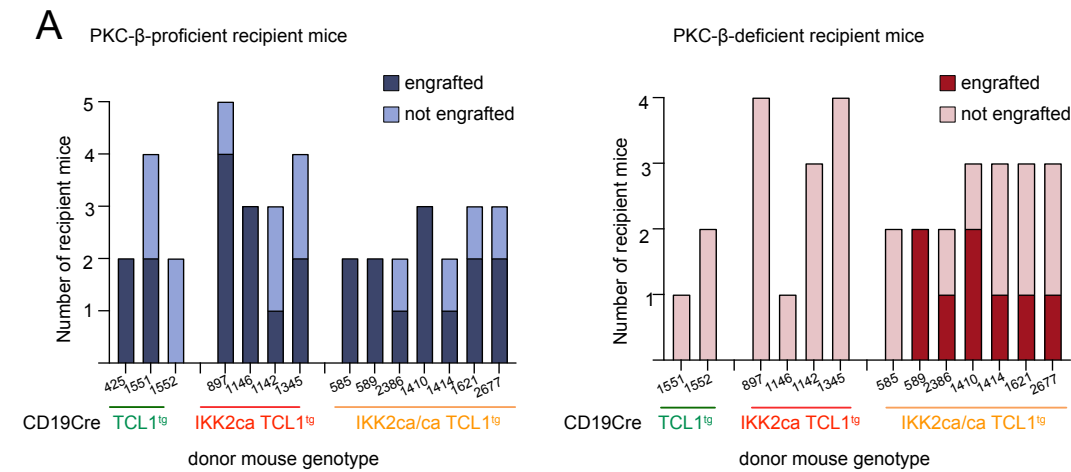 A
PKC-β-proficient recipient mice
engrafted
not engrafted
Number of recipient mice
5
4
3
2
1
425 1551 1552 897 1146 1142 1345 585 589 2386 1410 1414 1621 2677
CD19Cre TCL1tg IKK2ca TCL1tg IKK2ca/ca TCL1tg
donor mouse genotype
PKC-β-deficient recipient mice
engrafted
not engrafted
Number of recipient mice
4
3
2
1
1551 1552 897 1146 1142 1345 585 589 2386 1410 1414 1621 2677
CD19Cre TCL1tg IKK2ca TCL1tg IKK2ca/ca TCL1tg
donor mouse genotype